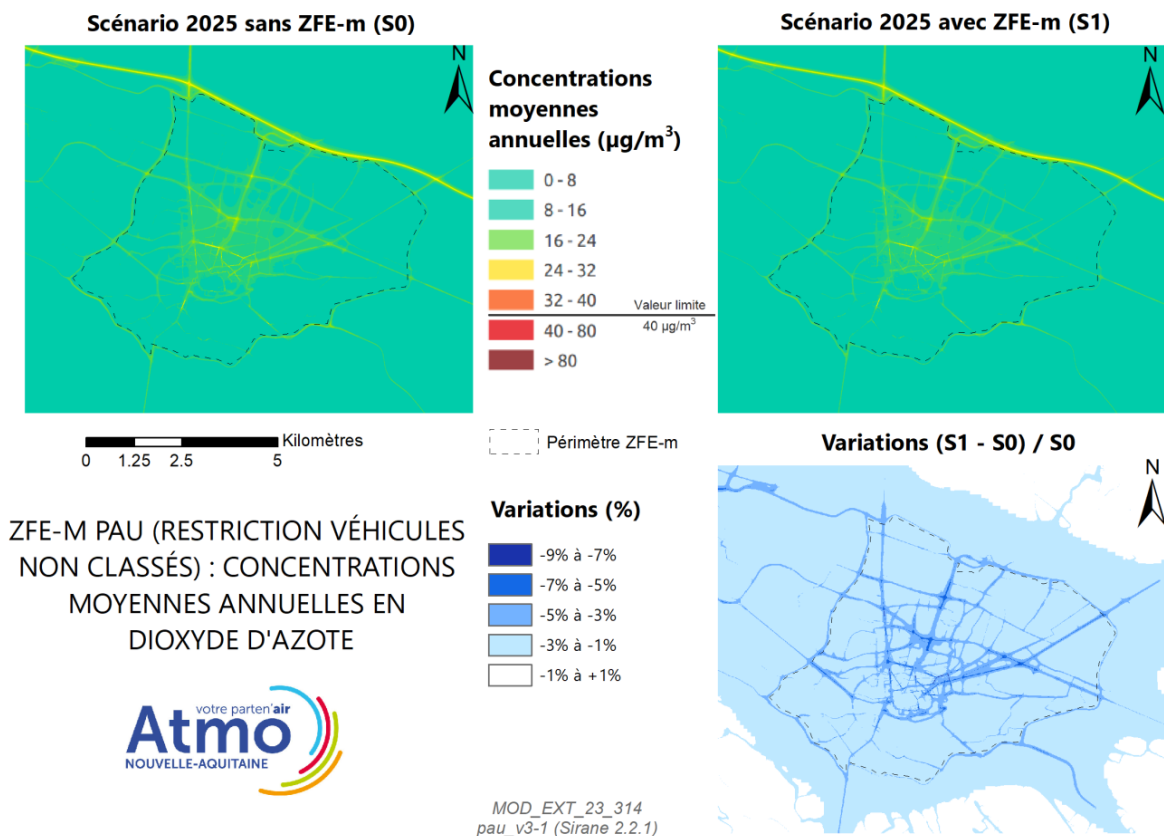 Scénario 2025 sans ZFE-m (S0)
Scénario 2025 avec ZFE-m (S1)
N
N
Concentrations
moyennes
annuelles (µg/m³)
0 - 8
8 - 16
16 - 24
24 - 32
32 - 40
Valeur limite
40 µg/m³
40 - 80
> 80
Kilomètres
0 1.25 2.5 5
Périmètre ZFE-m
Variations (S1 - S0) / S0
N
ZFE-M PAU (RESTRICTION VÉHICULES
NON CLASSÉS) : CONCENTRATIONS
MOYENNES ANNUELLES EN
DIOXYDE D'AZOTE
Variations (%)
-9% à -7%
-7% à -5%
-5% à -3%
-3% à -1%
-1% à +1%
votre parten'air
Atmo
NOUVELLE-AQUITAINE
MOD_EXT_23_314
pau_v3-1 (Sirane 2.2.1)